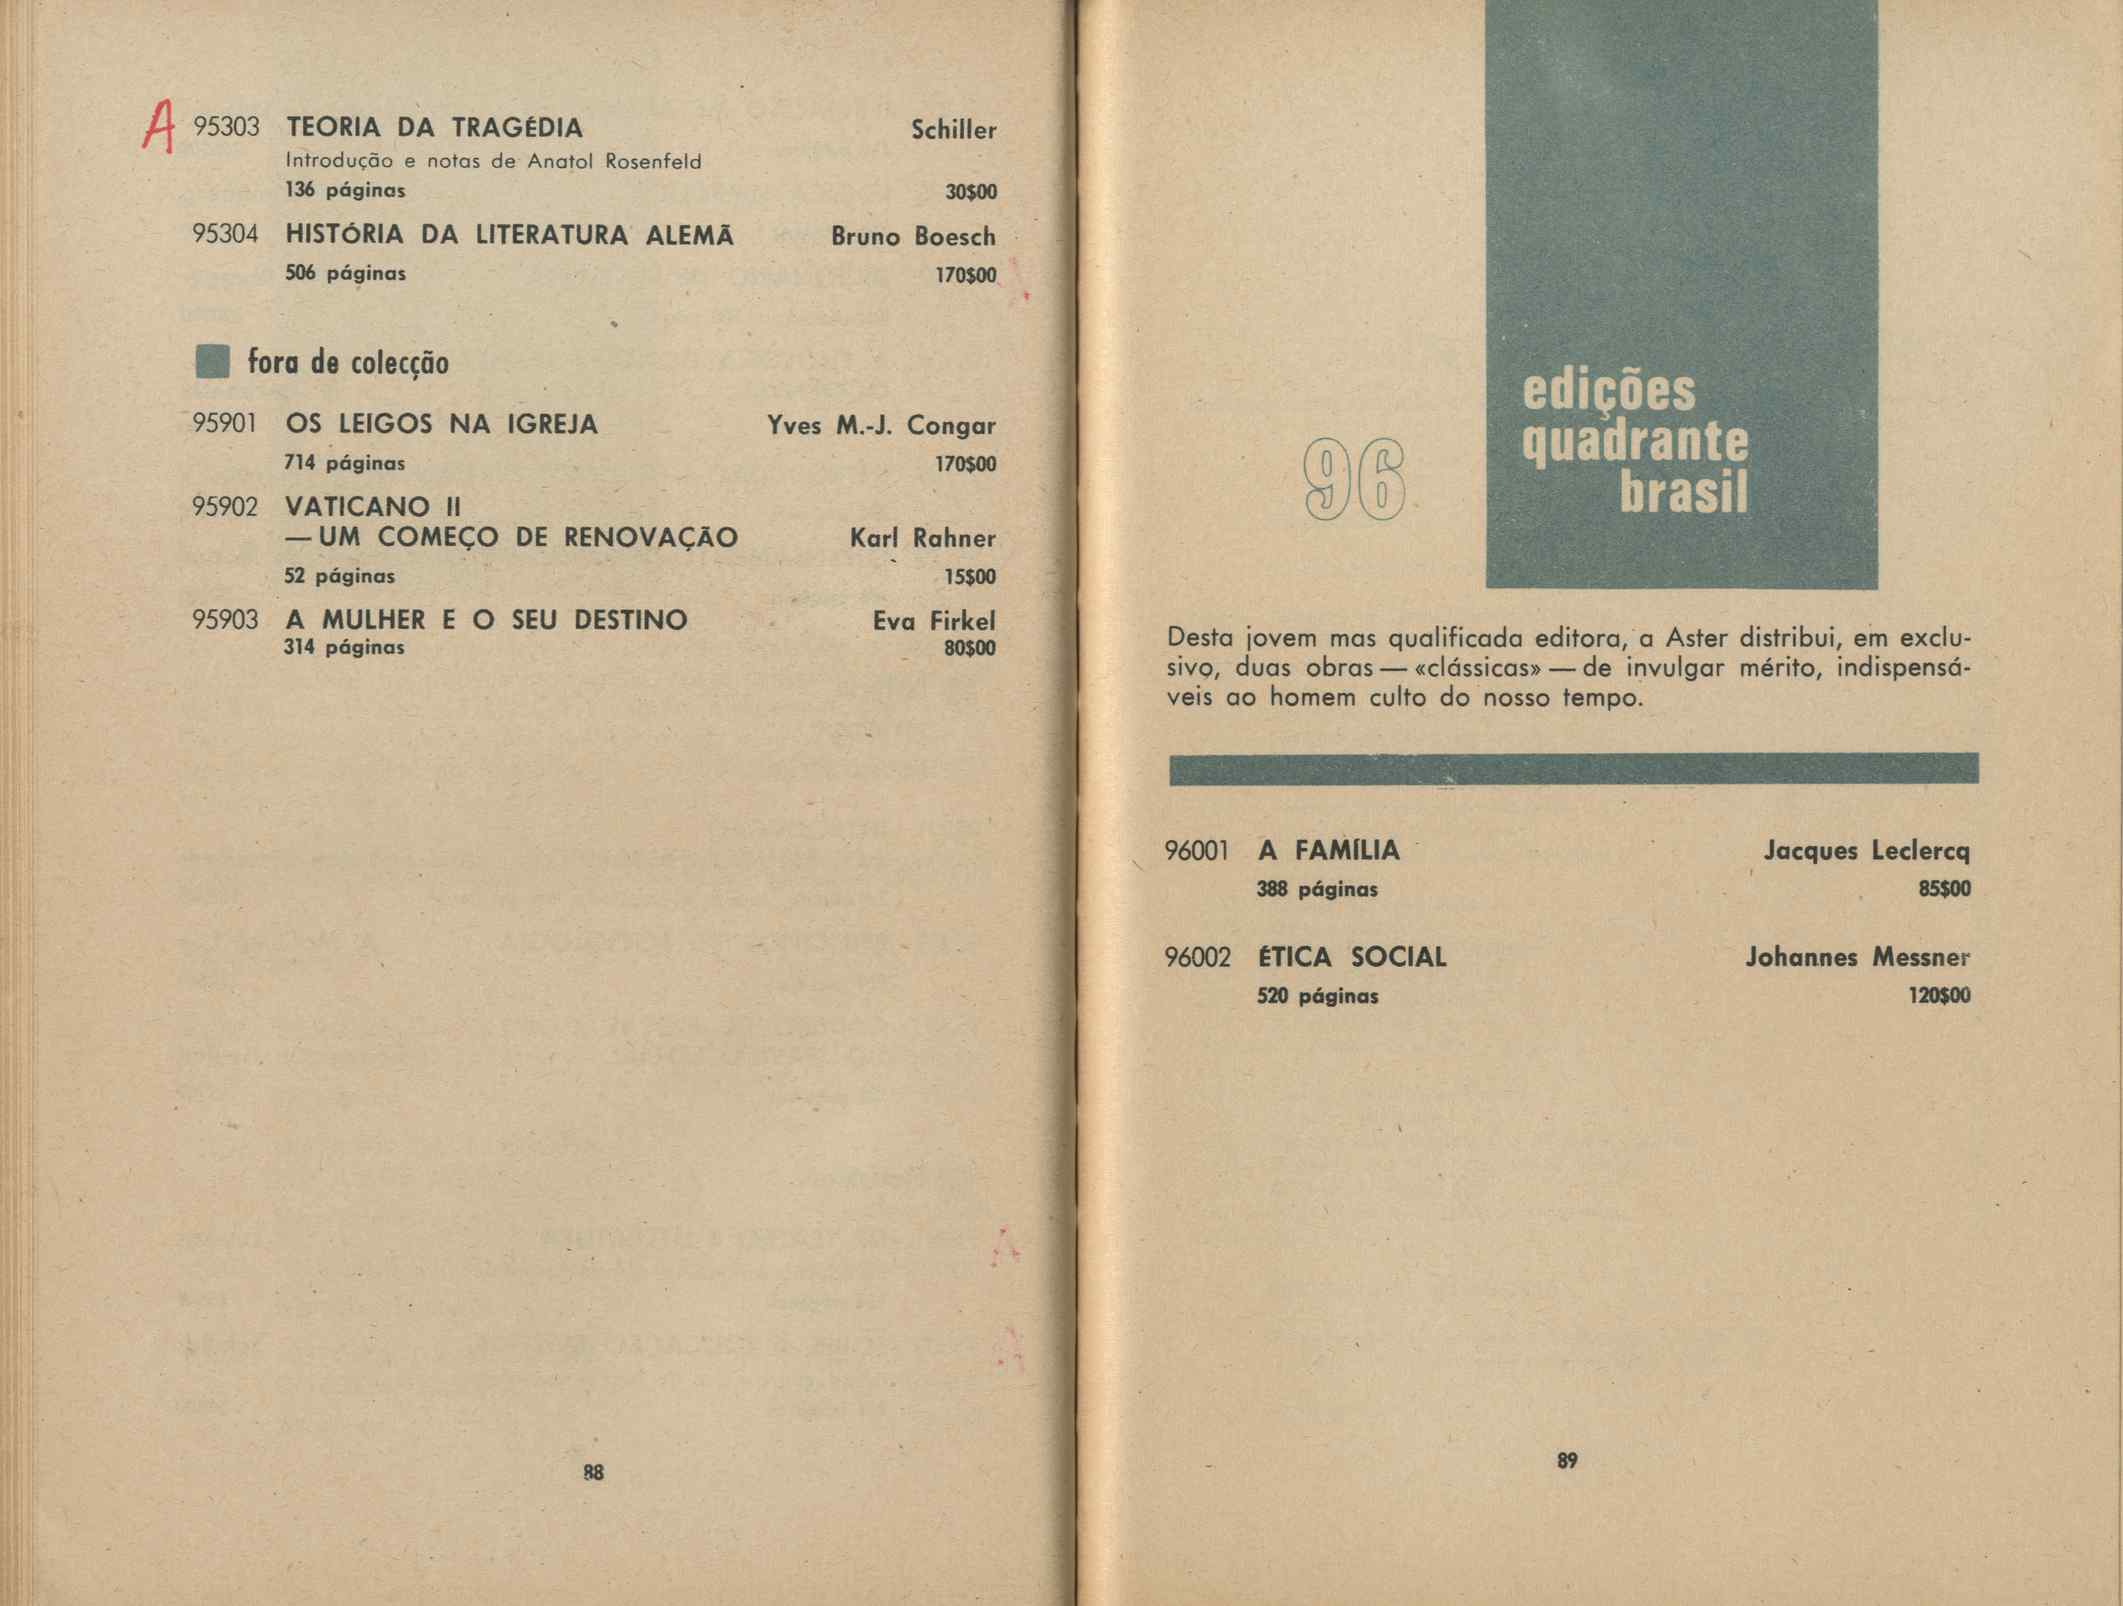 A 95303 TEORIA DA TRAGÉDIA Schiller
Introdução e notas de Anatol Rosenfeld
136 páginas 30$00
95304 HISTÓRIA DA LITERATURA ALEMÃ Bruno Boesch
506 páginas 170$00
fora de colecção
95901 OS LEIGOS NA IGREJA Yves M.-J. Congar
714 páginas 170$00
95902 VATICANO II
— UM COMEÇO DE RENOVAÇÃO Karl Rahner
52 páginas 15$00
95903 A MULHER E O SEU DESTINO Eva Firkel
314 páginas 80$00
88
edições
quadrante
brasil
96
Desta jovem mas qualificada editora, a Aster distribui, em exclu-
sivo, duas obras — «clássicas» — de invulgar mérito, indispensá-
veis ao homem culto do nosso tempo.
96001 A FAMÍLIA Jacques Leclercq
388 páginas 85$00
96002 ÉTICA SOCIAL Johannes Messner
520 páginas 120$00
89